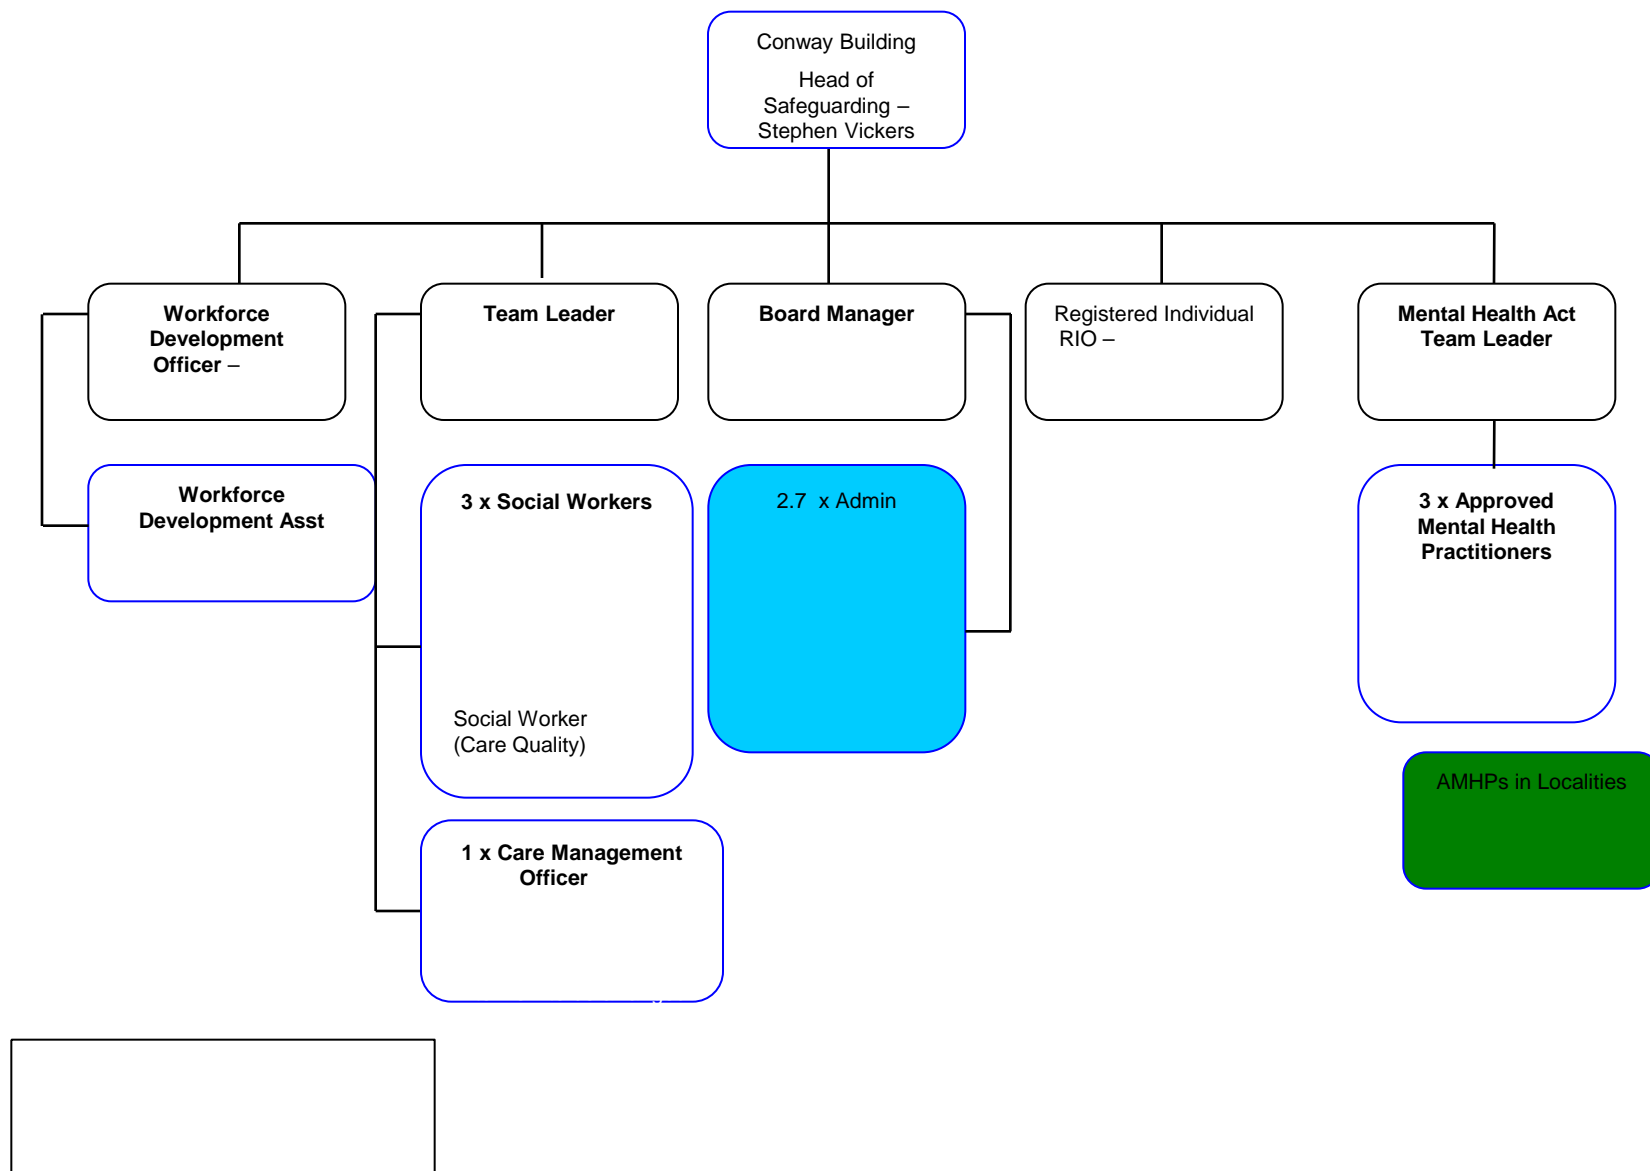 Conway Building
Head of
Safeguarding –
Stephen Vickers
Workforce
Development
Officer –
Team Leader
Board Manager
Registered Individual
RIO –
Mental Health Act
Team Leader
Workforce
Development Asst
3 x Social Workers
Social Worker
(Care Quality)
2.7 x Admin
3 x Approved
Mental Health
Practitioners
AMHPs in Localities
1 x Care Management
Officer